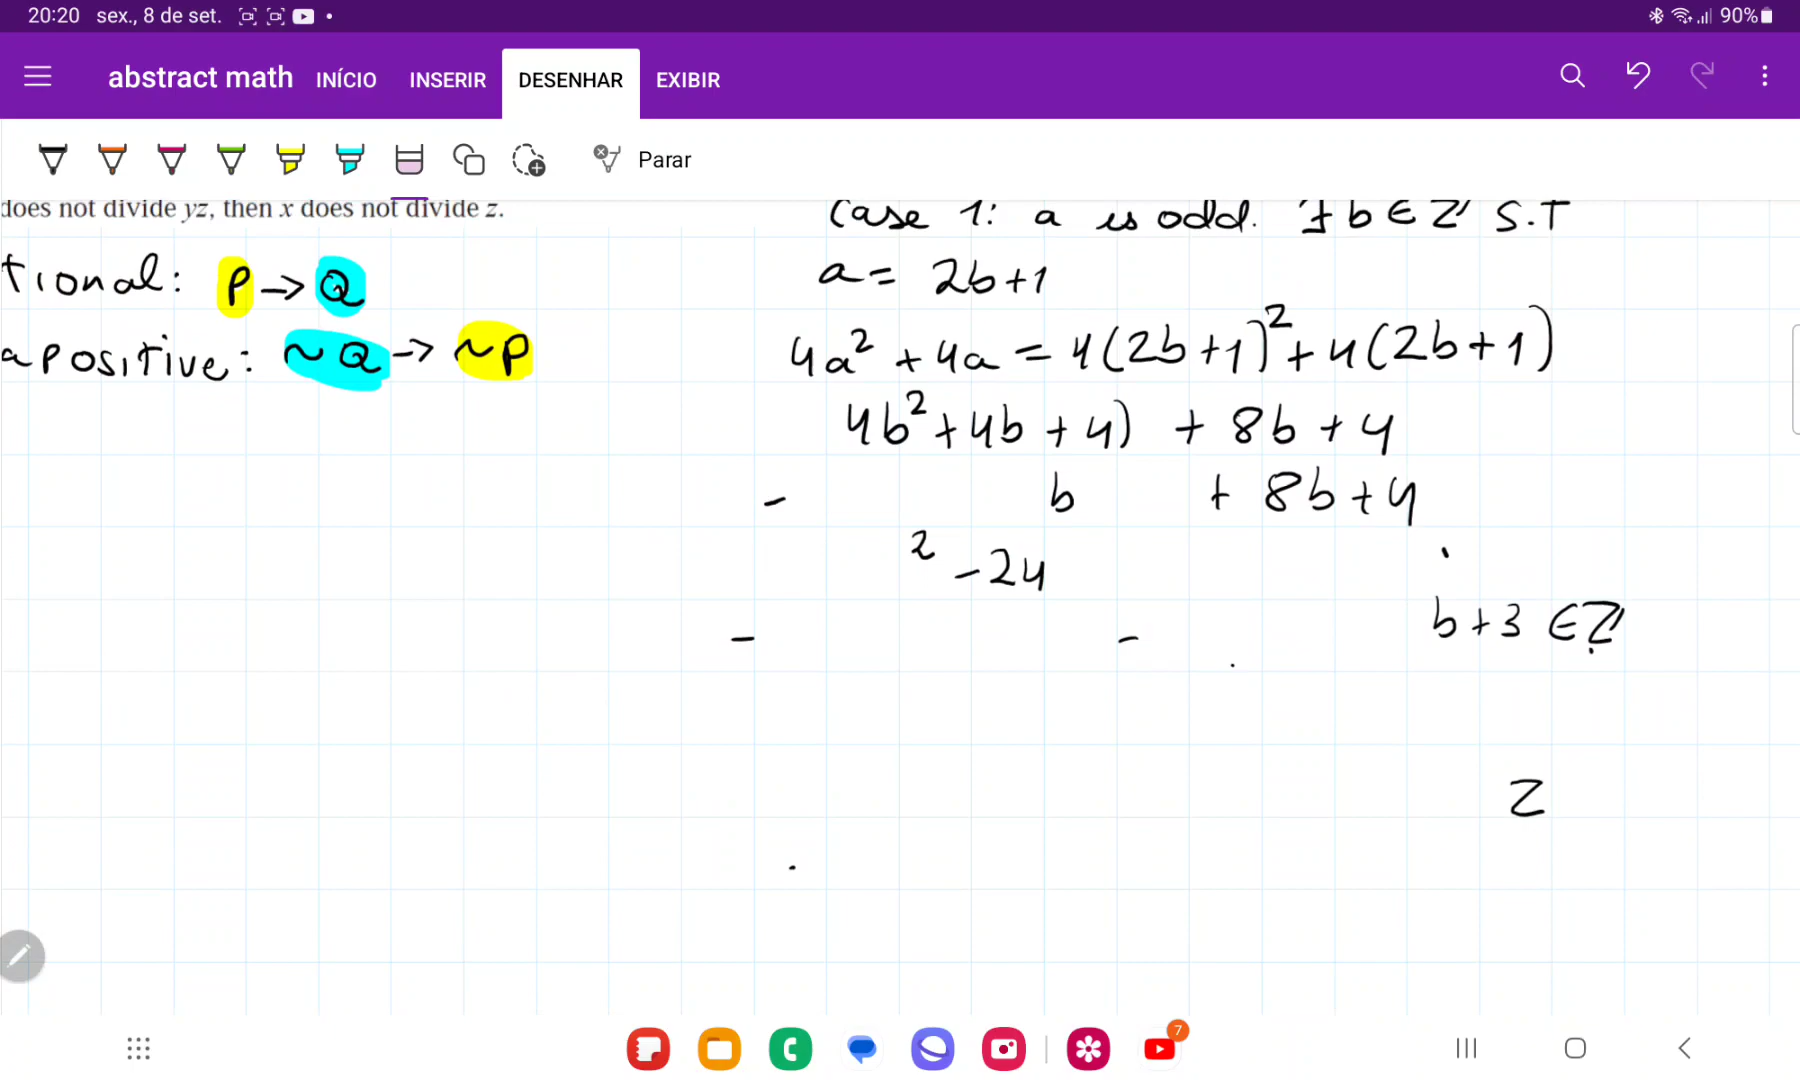 20:20 sex., 8 de set. 90%
abstract math INÍCIO INSERIR DESENHAR EXIBIR
Parar
does not divide yz, then x does not divide z.
tional: P → Q
apositive: ~Q → ~P
Case 1: a is odd. ∃ b ∈ Z S.T
a = 2b+1
4a² + 4a = 4(2b+1)² + 4(2b+1)
4b² + 4b + 4) + 8b + 4
- b + 8b + 4
² - 24
- - b+3 ∈ Z
Z
7